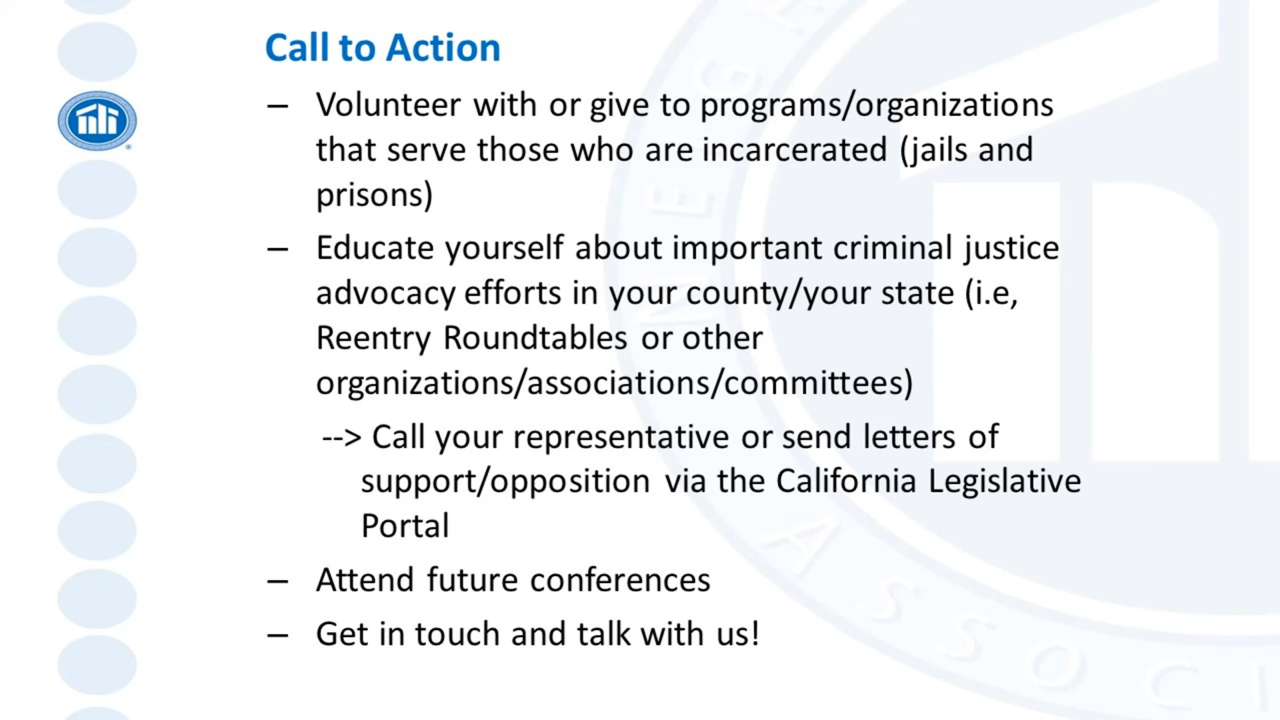 Call to Action
– Volunteer with or give to programs/organizations
that serve those who are incarcerated (jails and
prisons)
– Educate yourself about important criminal justice
advocacy efforts in your county/your state (i.e,
Reentry Roundtables or other
organizations/associations/committees)
--> Call your representative or send letters of
support/opposition via the California Legislative
Portal
– Attend future conferences
– Get in touch and talk with us!